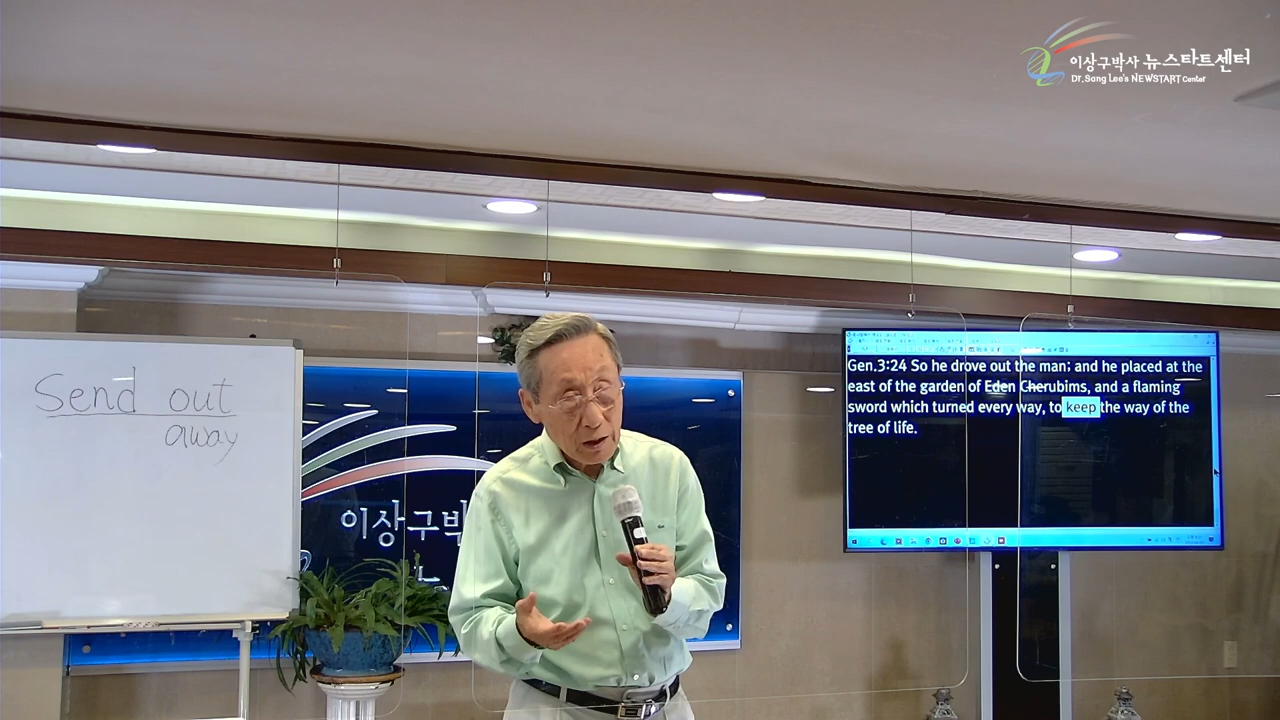 이상구박사 뉴스타트센터
Dr. Sang Lee's NEWSTART Center
Send out
away
이상구박
Gen.3:24 So he drove out the man; and he placed at the
east of the garden of Eden Cherubims, and a flaming
sword which turned every way, to keep the way of the
tree of life.